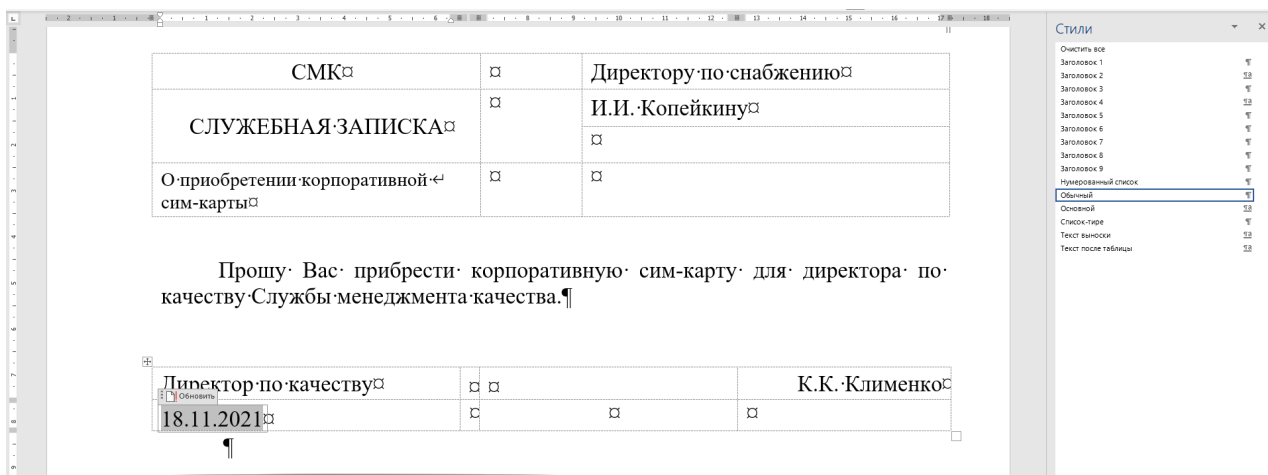 Стили
Очистить все
Заголовок 1
Заголовок 2
Заголовок 3
Заголовок 4
Заголовок 5
Заголовок 6
Заголовок 7
Заголовок 8
Заголовок 9
Нумерованный список
Обычный
Основной
Список-тире
Текст выноски
Текст после таблицы
СМК¤ ¤ Директору·по·снабжению¤
СЛУЖЕБНАЯ·ЗАПИСКА¤ ¤ И.И.·Копейкину¤
¤
О·приобретении·корпоративной·↵ ¤ ¤
сим-карты¤
Прошу· Вас· прибрести· корпоративную· сим-карту· для· директора· по·
качеству·Службы·менеджмента·качества.¶
Директор·по·качеству¤ ¤ ¤ К.К.·Клименко¤
Обновить
18.11.2021¤ ¤ ¤ ¤
¶